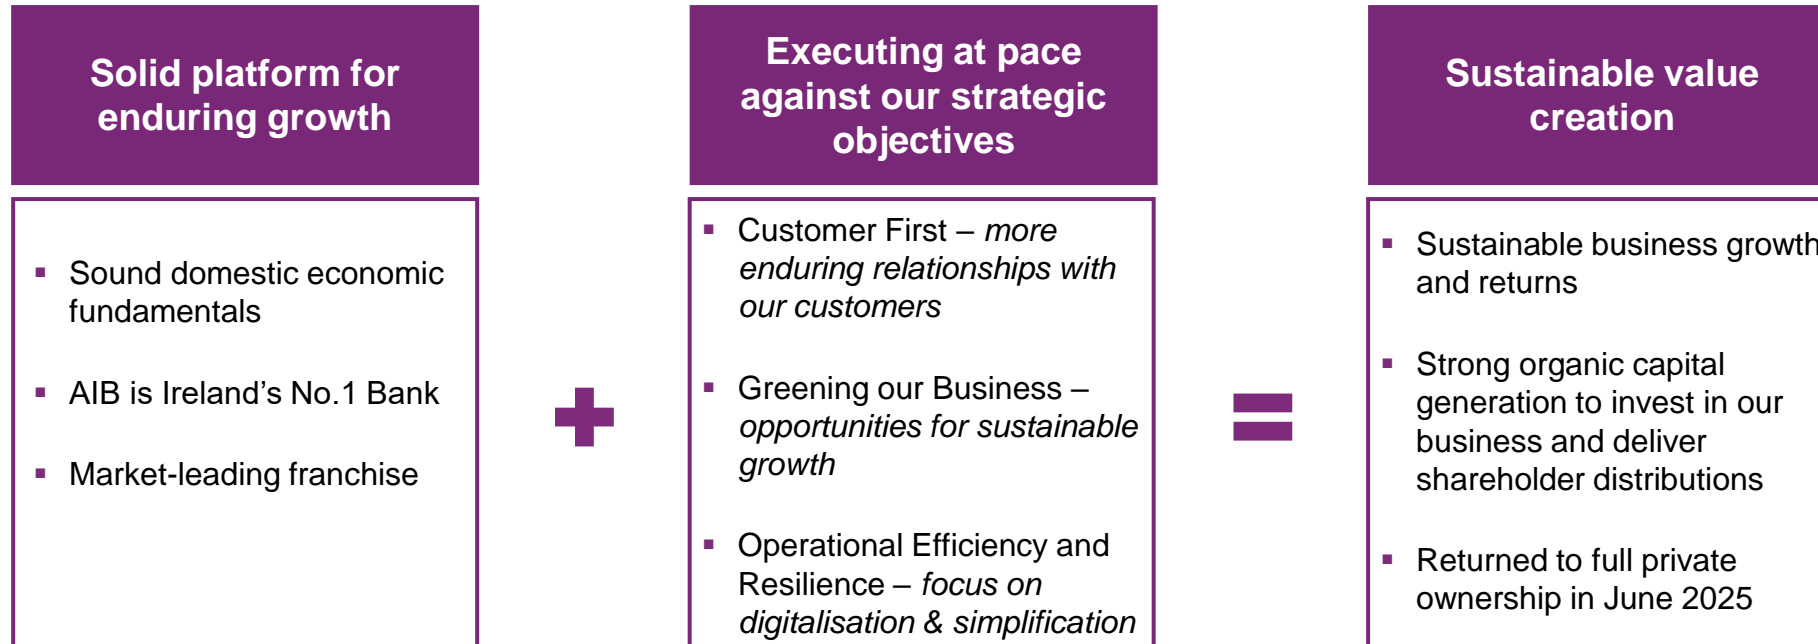 Solid platform for
enduring growth
▪ Sound domestic economic
fundamentals
▪ AIB is Ireland's No.1 Bank
▪ Market-leading franchise
Executing at pace
against our strategic
objectives
▪ Customer First – more
enduring relationships with
our customers
▪ Greening our Business –
opportunities for sustainable
growth
▪ Operational Efficiency and
Resilience – focus on
digitalisation & simplification
Sustainable value
creation
▪ Sustainable business growth
and returns
▪ Strong organic capital
generation to invest in our
business and deliver
shareholder distributions
▪ Returned to full private
ownership in June 2025